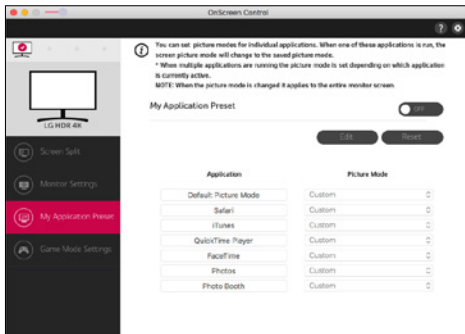 OnScreen Control
You can set picture modes for individual applications. When one of these applications is run, the
screen picture mode will change to the saved picture mode.
* When multiple applications are running the picture mode is set depending on which application
is currently active.
NOTE: When the picture mode is changed it applies to the entire monitor screen.
My Application Preset
OFF
LG HDR 4K
Edit Reset
Screen Split
Monitor Settings
My Application Preset
Game Mode Settings
Application Picture Mode
Default Picture Mode Custom
Safari Custom
iTunes Custom
QuickTime Player Custom
FaceTime Custom
Photos Custom
Photo Booth Custom